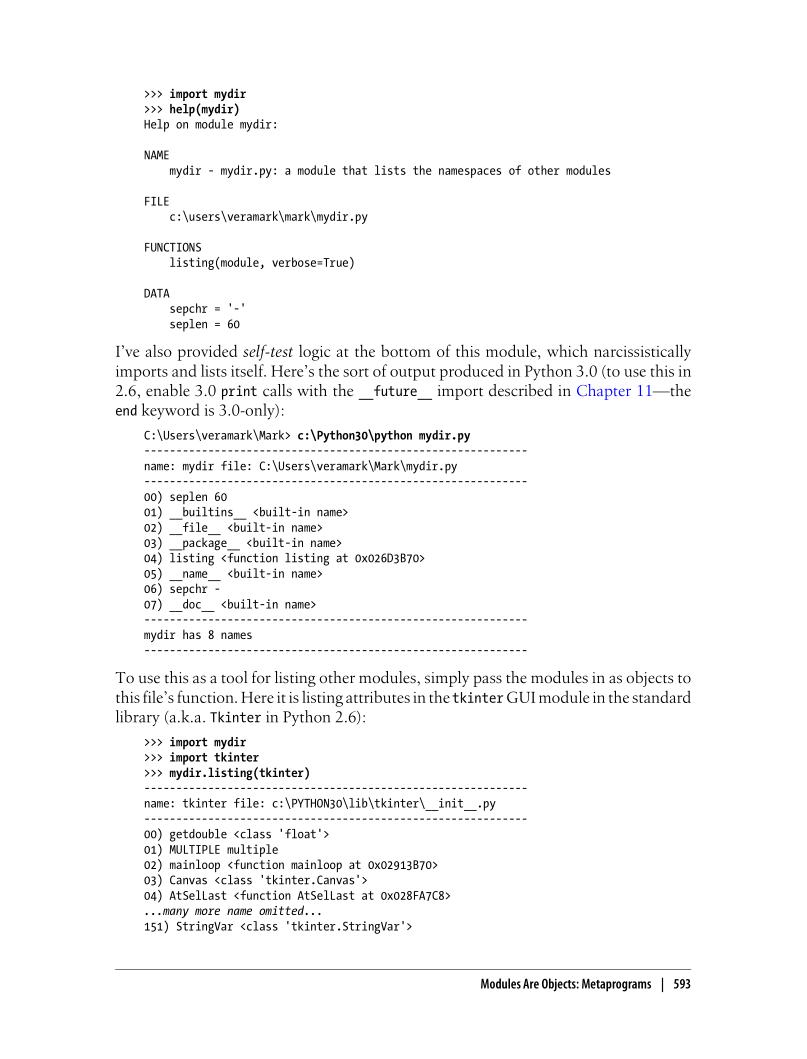 >>> import mydir
>>> help(mydir)
Help on module mydir:
NAME
    mydir - mydir.py: a module that lists the namespaces of other modules
FILE
    c:\users\veramark\mark\mydir.py
FUNCTIONS
    listing(module, verbose=True)
DATA
    sepchr = '-'
    seplen = 60
I've also provided self-test logic at the bottom of this module, which narcissistically
imports and lists itself. Here's the sort of output produced in Python 3.0 (to use this in
2.6, enable 3.0 print calls with the __future__ import described in Chapter 11—the
end keyword is 3.0-only):
C:\Users\veramark\Mark> c:\Python30\python mydir.py
------------------------------------------------------------
name: mydir file: C:\Users\veramark\Mark\mydir.py
------------------------------------------------------------
00) seplen 60
01) __builtins__ <built-in name>
02) __file__ <built-in name>
03) __package__ <built-in name>
04) listing <function listing at 0x026D3B70>
05) __name__ <built-in name>
06) sepchr -
07) __doc__ <built-in name>
------------------------------------------------------------
mydir has 8 names
------------------------------------------------------------
To use this as a tool for listing other modules, simply pass the modules in as objects to
this file's function. Here it is listing attributes in the tkinter GUI module in the standard
library (a.k.a. Tkinter in Python 2.6):
>>> import mydir
>>> import tkinter
>>> mydir.listing(tkinter)
------------------------------------------------------------
name: tkinter file: c:\PYTHON30\lib\tkinter\__init__.py
------------------------------------------------------------
00) getdouble <class 'float'>
01) MULTIPLE multiple
02) mainloop <function mainloop at 0x02913B70>
03) Canvas <class 'tkinter.Canvas'>
04) AtSelLast <function AtSelLast at 0x028FA7C8>
...many more name omitted...
151) StringVar <class 'tkinter.StringVar'>
Modules Are Objects: Metaprograms | 593